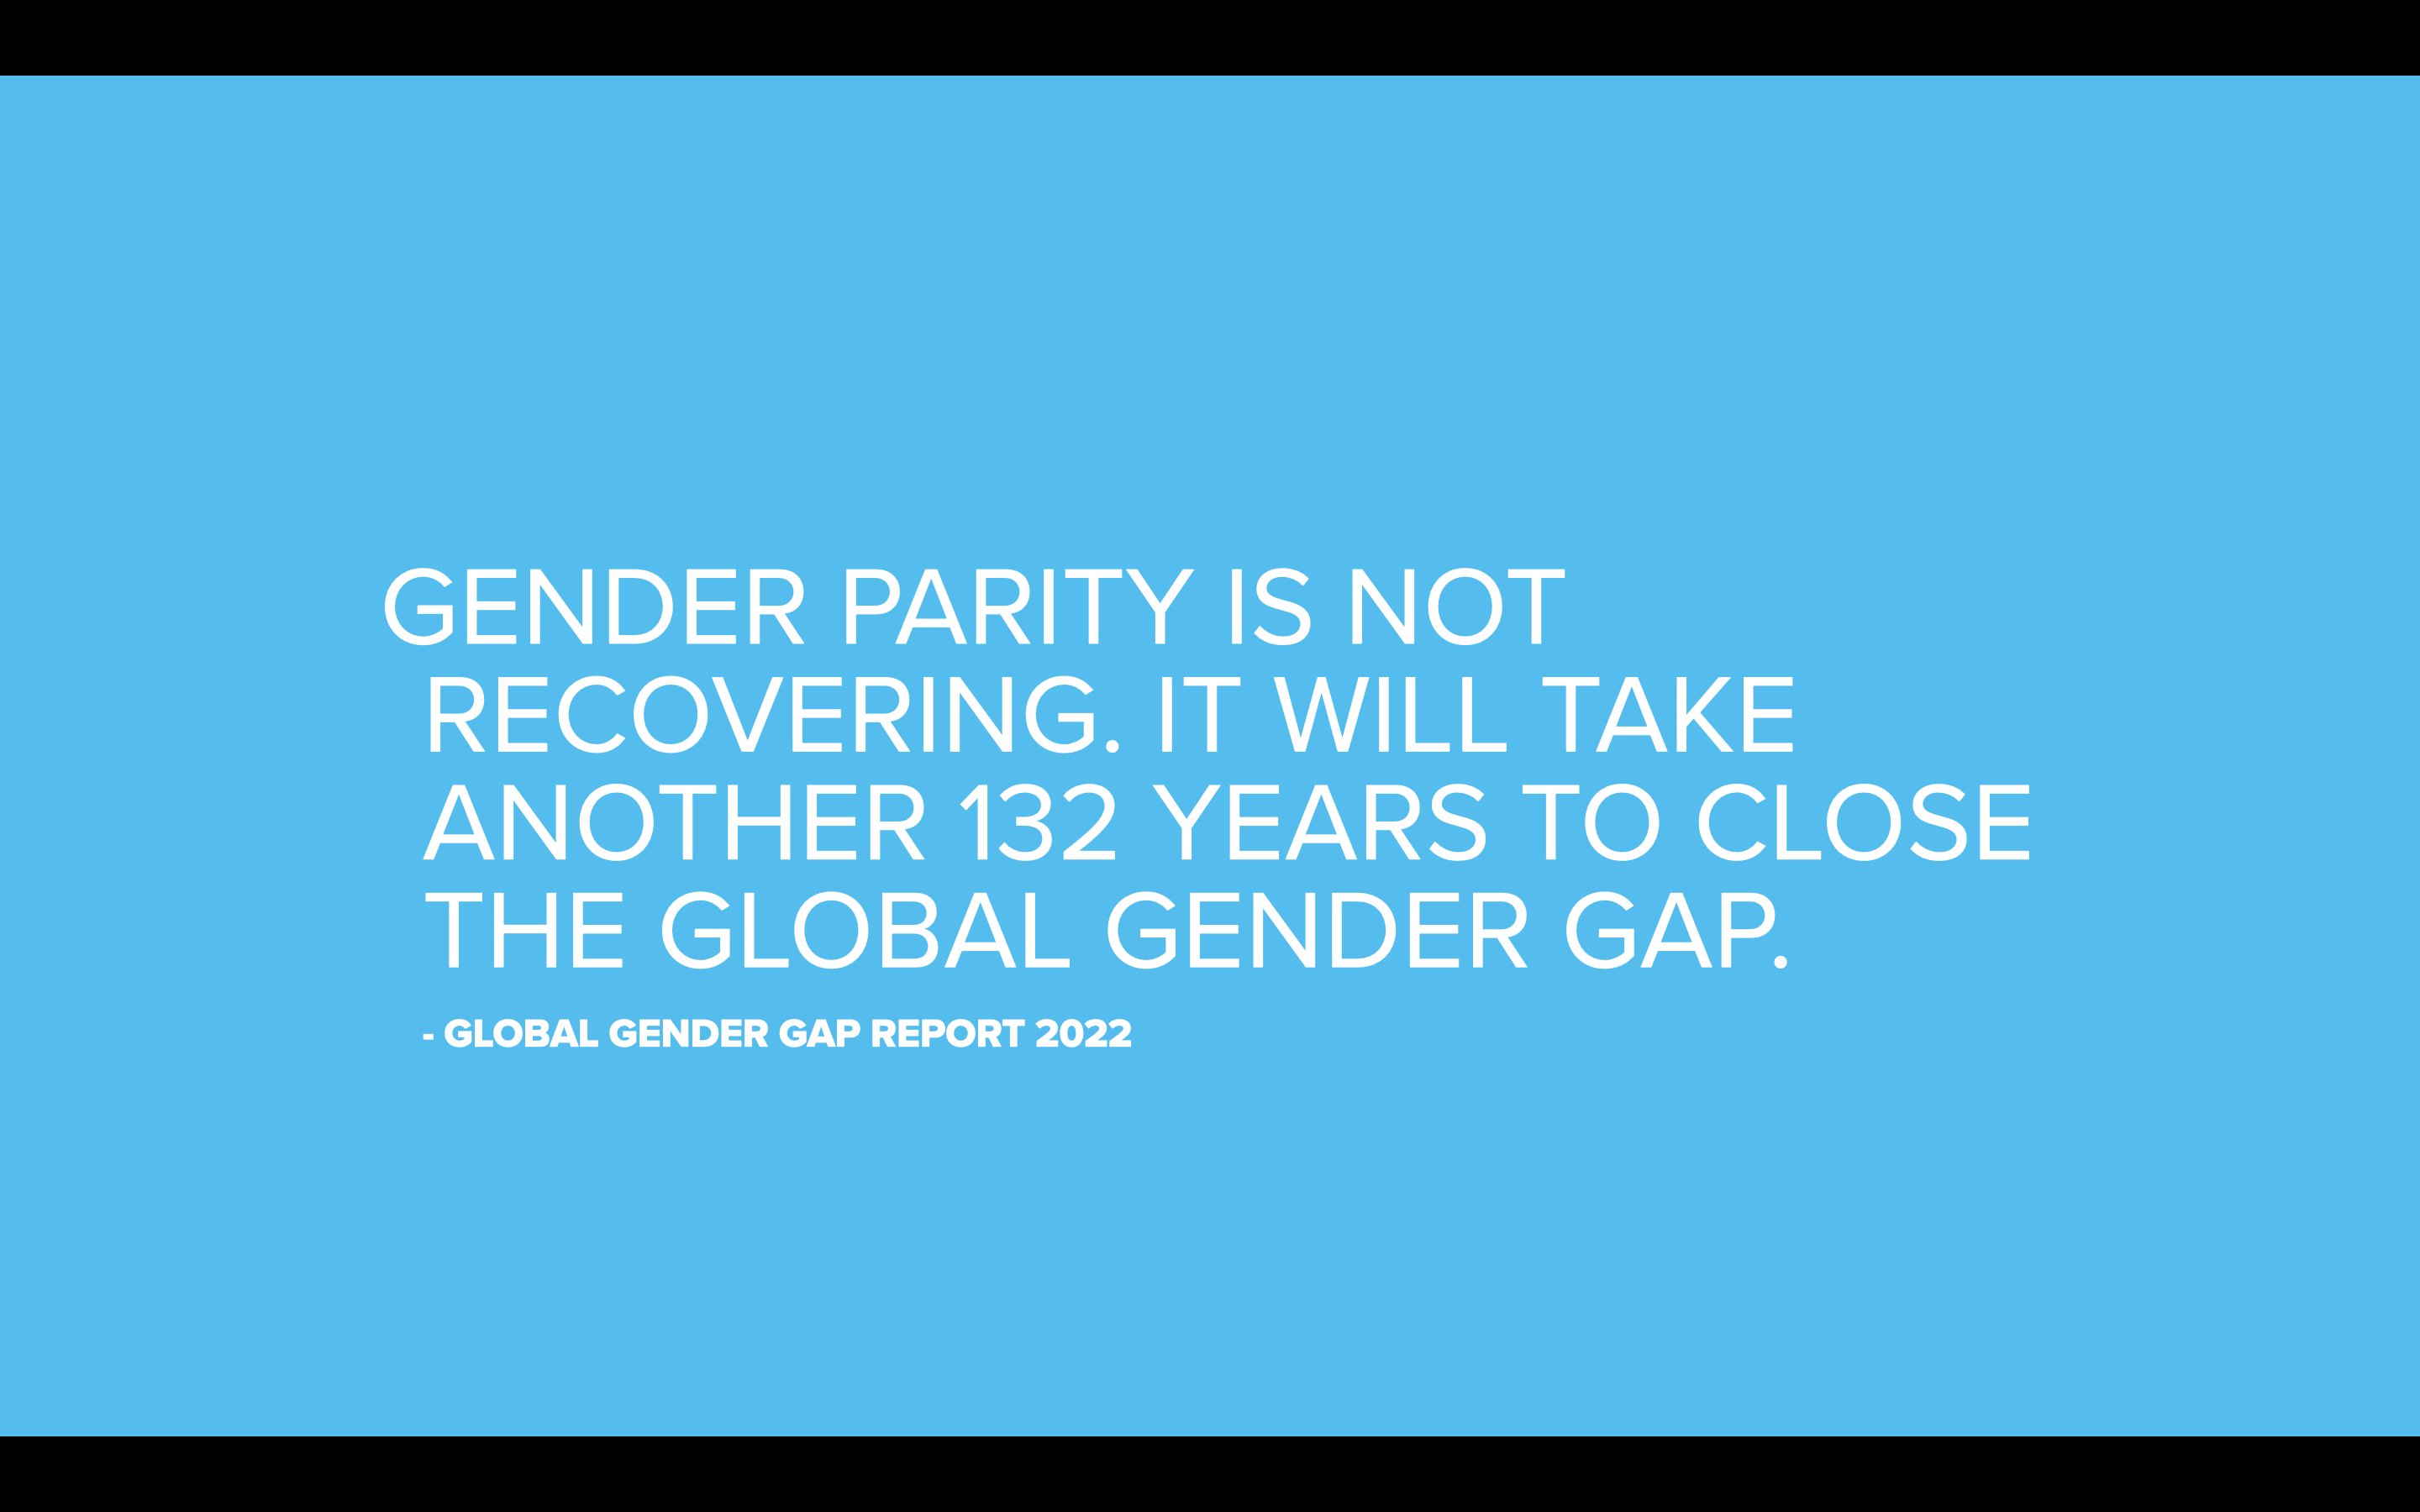 GENDER PARITY IS NOT
RECOVERING. IT WILL TAKE
ANOTHER 132 YEARS TO CLOSE
THE GLOBAL GENDER GAP.
- GLOBAL GENDER GAP REPORT 2022